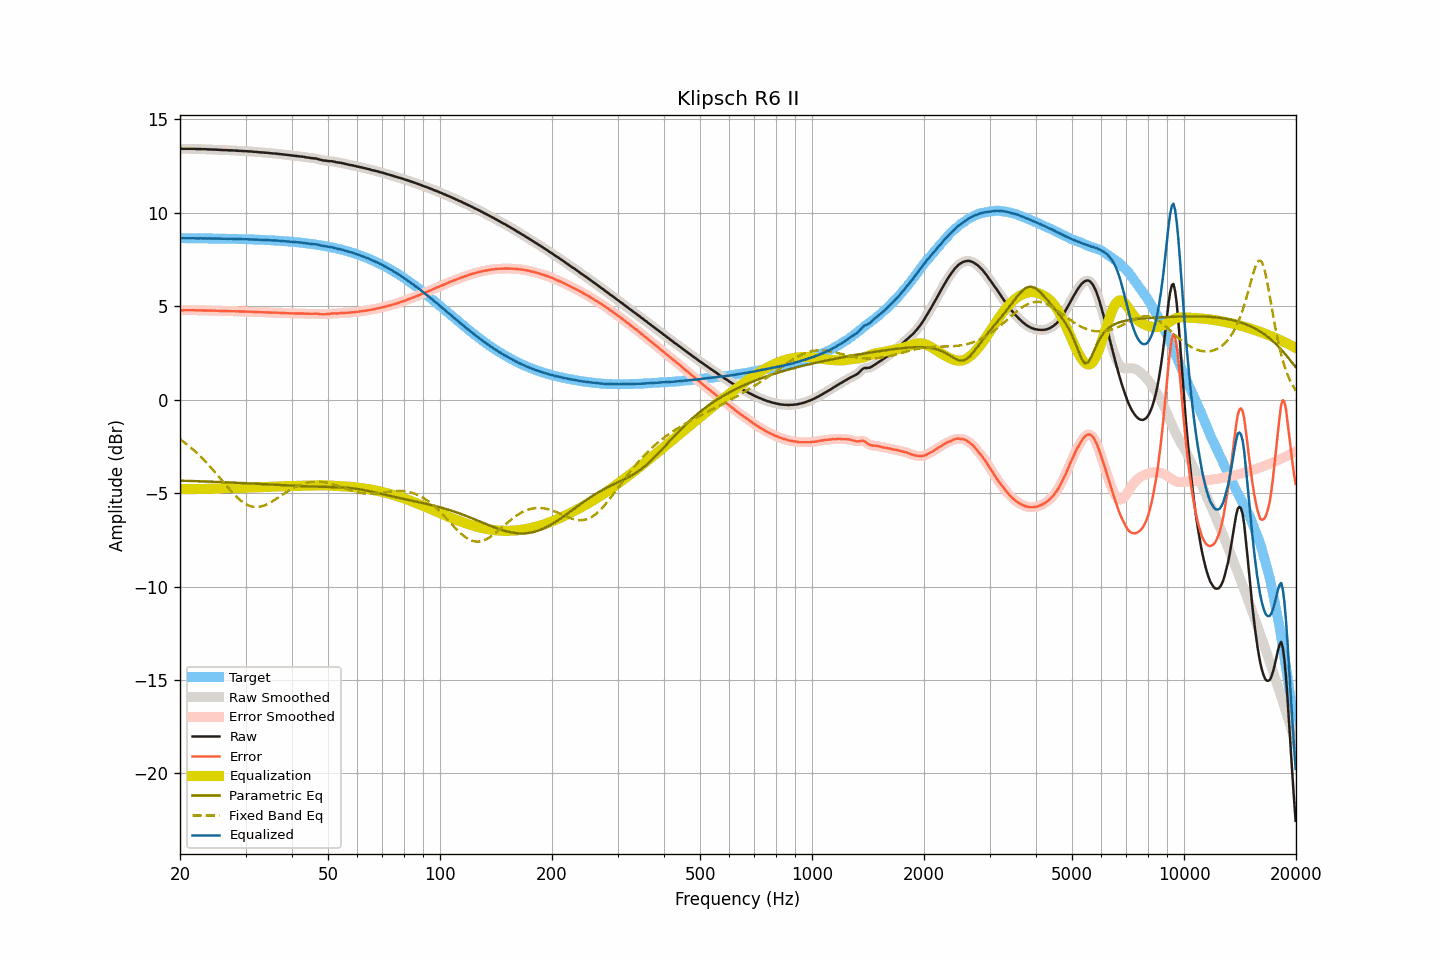 Klipsch R6 II
15
10
5
0
−5
−10
−15
−20
Amplitude (dBr)
Target
Raw Smoothed
Error Smoothed
Raw
Error
Equalization
Parametric Eq
Fixed Band Eq
Equalized
20 50 100 200 500 1000 2000 5000 10000 20000
Frequency (Hz)